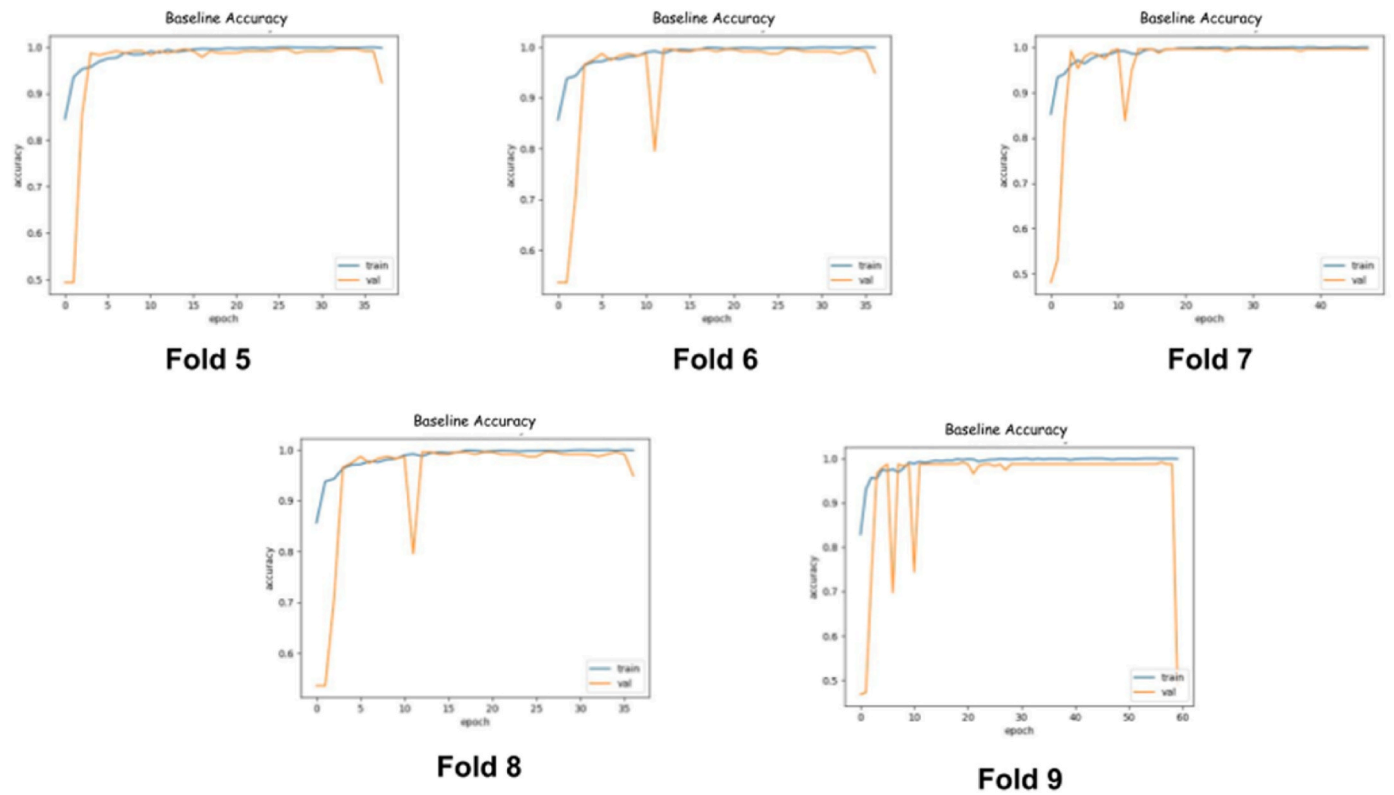 Baseline Accuracy
1.0
0.9
0.8
0.7
0.6
0.5
accuracy
train
val
0 5 10 15 20 25 30 35
epoch
Fold 5
Baseline Accuracy
1.0
0.9
0.8
0.7
0.6
accuracy
train
val
0 5 10 15 20 25 30 35
epoch
Fold 6
Baseline Accuracy
1.0
0.9
0.8
0.7
0.6
0.5
accuracy
train
val
0 10 20 30 40
epoch
Fold 7
Baseline Accuracy
1.0
0.9
0.8
0.7
0.6
accuracy
train
val
0 5 10 15 20 25 30 35
epoch
Fold 8
Baseline Accuracy
1.0
0.9
0.8
0.7
0.6
0.5
accuracy
train
val
0 10 20 30 40 50 60
epoch
Fold 9